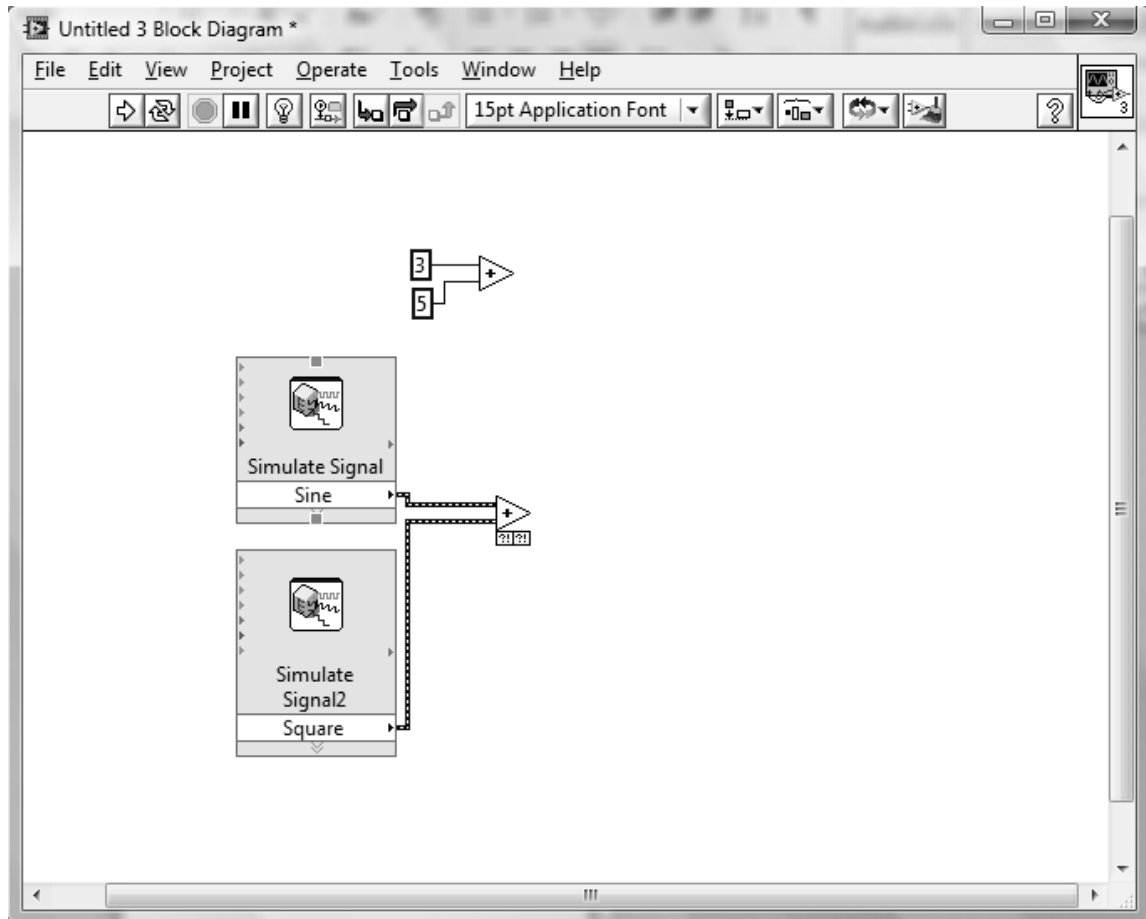 Untitled 3 Block Diagram *
File Edit View Project Operate Tools Window Help
15pt Application Font
3
3
+
5
Simulate Signal
Sine
+
?! ?!
Simulate
Signal2
Square